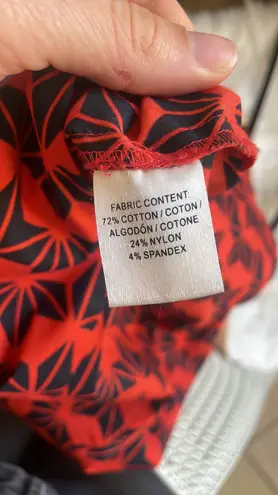 FABRIC CONTENT
72% COTTON / COTON /
ALGODÓN / COTONE
24% NYLON
4% SPANDEX